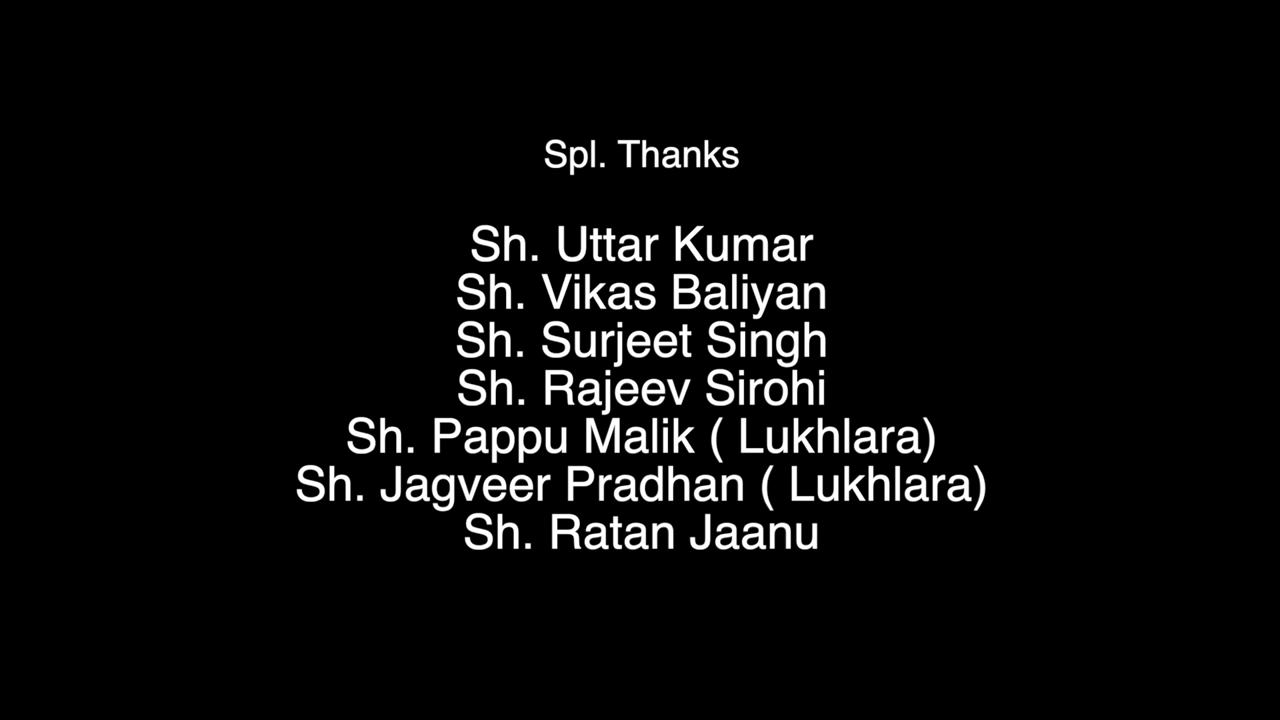 Spl. Thanks
Sh. Uttar Kumar
Sh. Vikas Baliyan
Sh. Surjeet Singh
Sh. Rajeev Sirohi
Sh. Pappu Malik ( Lukhlara)
Sh. Jagveer Pradhan ( Lukhlara)
Sh. Ratan Jaanu